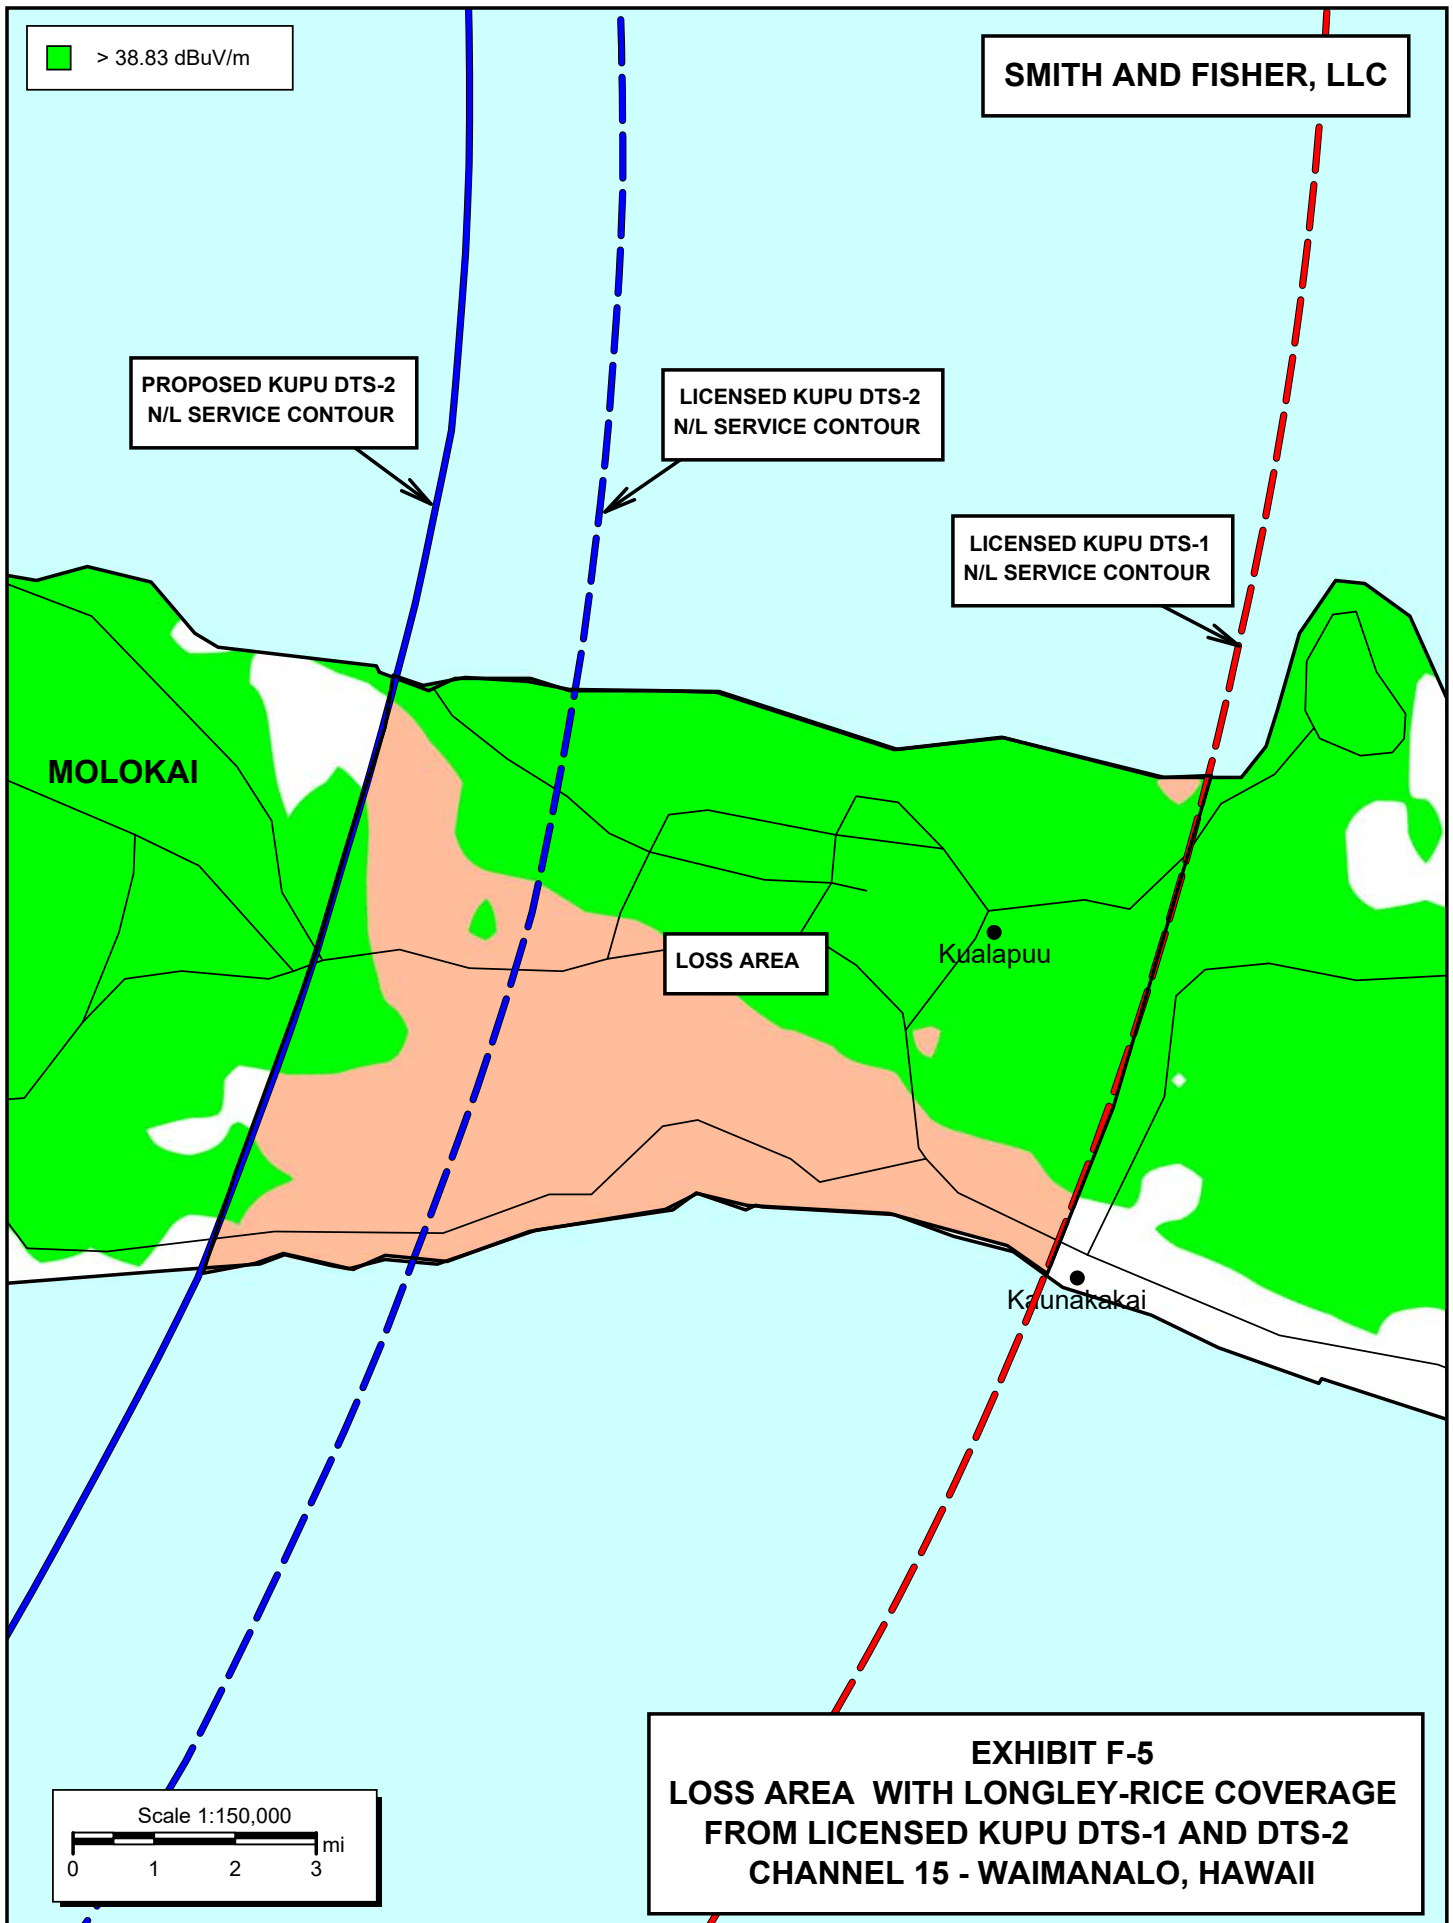 > 38.83 dBuV/m
SMITH AND FISHER, LLC
PROPOSED KUPU DTS-2
N/L SERVICE CONTOUR
LICENSED KUPU DTS-2
N/L SERVICE CONTOUR
LICENSED KUPU DTS-1
N/L SERVICE CONTOUR
MOLOKAI
LOSS AREA
Kualapuu
Kaunakakai
EXHIBIT F-5
LOSS AREA WITH LONGLEY-RICE COVERAGE
FROM LICENSED KUPU DTS-1 AND DTS-2
CHANNEL 15 - WAIMANALO, HAWAII
Scale 1:150,000
mi
0 1 2 3